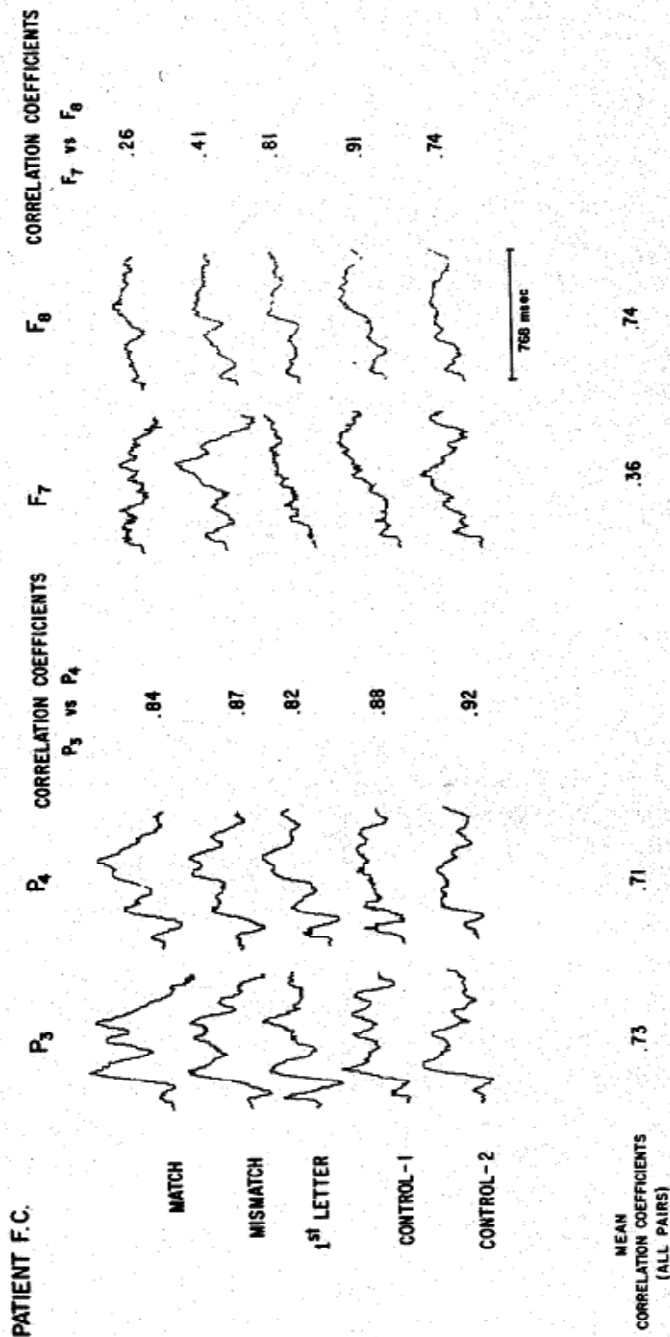 PATIENT F.C.
P3 P4 CORRELATION COEFFICIENTS F7 F8 CORRELATION COEFFICIENTS
P3 vs P4 F7 vs F8
MATCH .84 .26
MISMATCH .87 .41
1st LETTER .82 .81
CONTROL-1 .88 .91
CONTROL-2 .92 .74
768 msec
MEAN
CORRELATION COEFFICIENTS .73 .71 .36 .74
(ALL PAIRS)